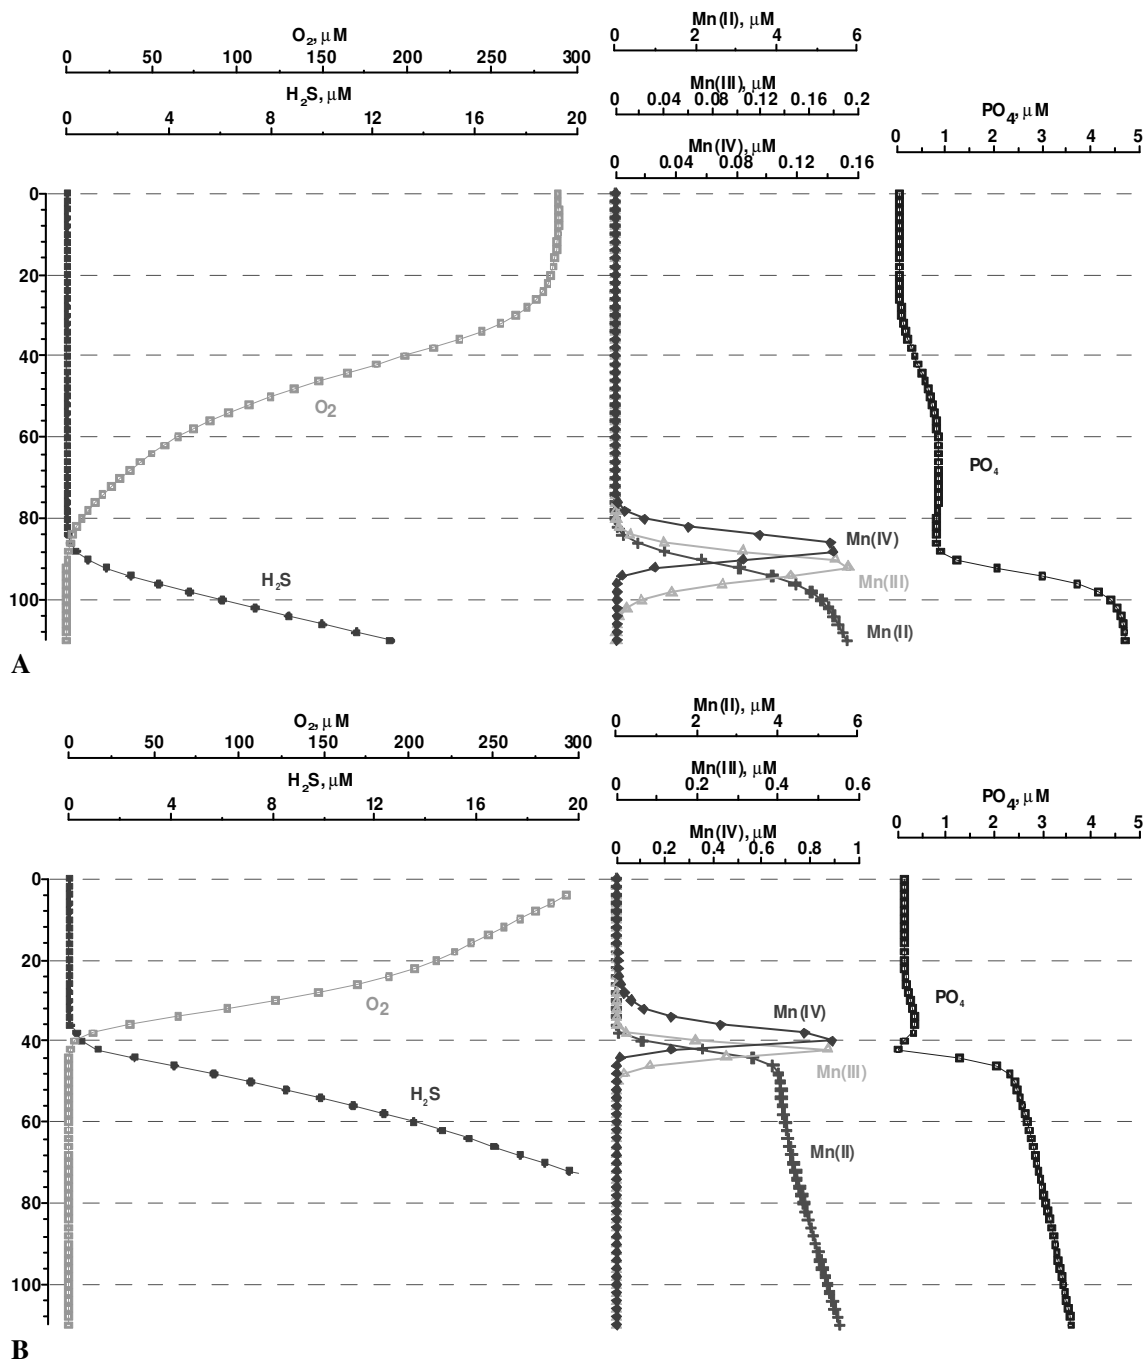 O₂, μM
0 50 100 150 200 250 300
H₂S, μM
0 4 8 12 16 20
Mn(II), μM
0 2 4 6
Mn(III), μM
0 0.04 0.08 0.12 0.16 0.2
Mn(IV), μM
0 0.04 0.08 0.12 0.16
PO₄, μM
0 1 2 3 4 5
0
20
40
60
80
100
O₂
H₂S
Mn(IV)
Mn(III)
Mn(II)
PO₄
A
O₂, μM
0 50 100 150 200 250 300
H₂S, μM
0 4 8 12 16 20
Mn(II), μM
0 2 4 6
Mn(III), μM
0 0.2 0.4 0.6
Mn(IV), μM
0 0.2 0.4 0.6 0.8 1
PO₄, μM
0 1 2 3 4 5
0
20
40
60
80
100
O₂
H₂S
Mn(IV)
Mn(III)
Mn(II)
PO₄
B